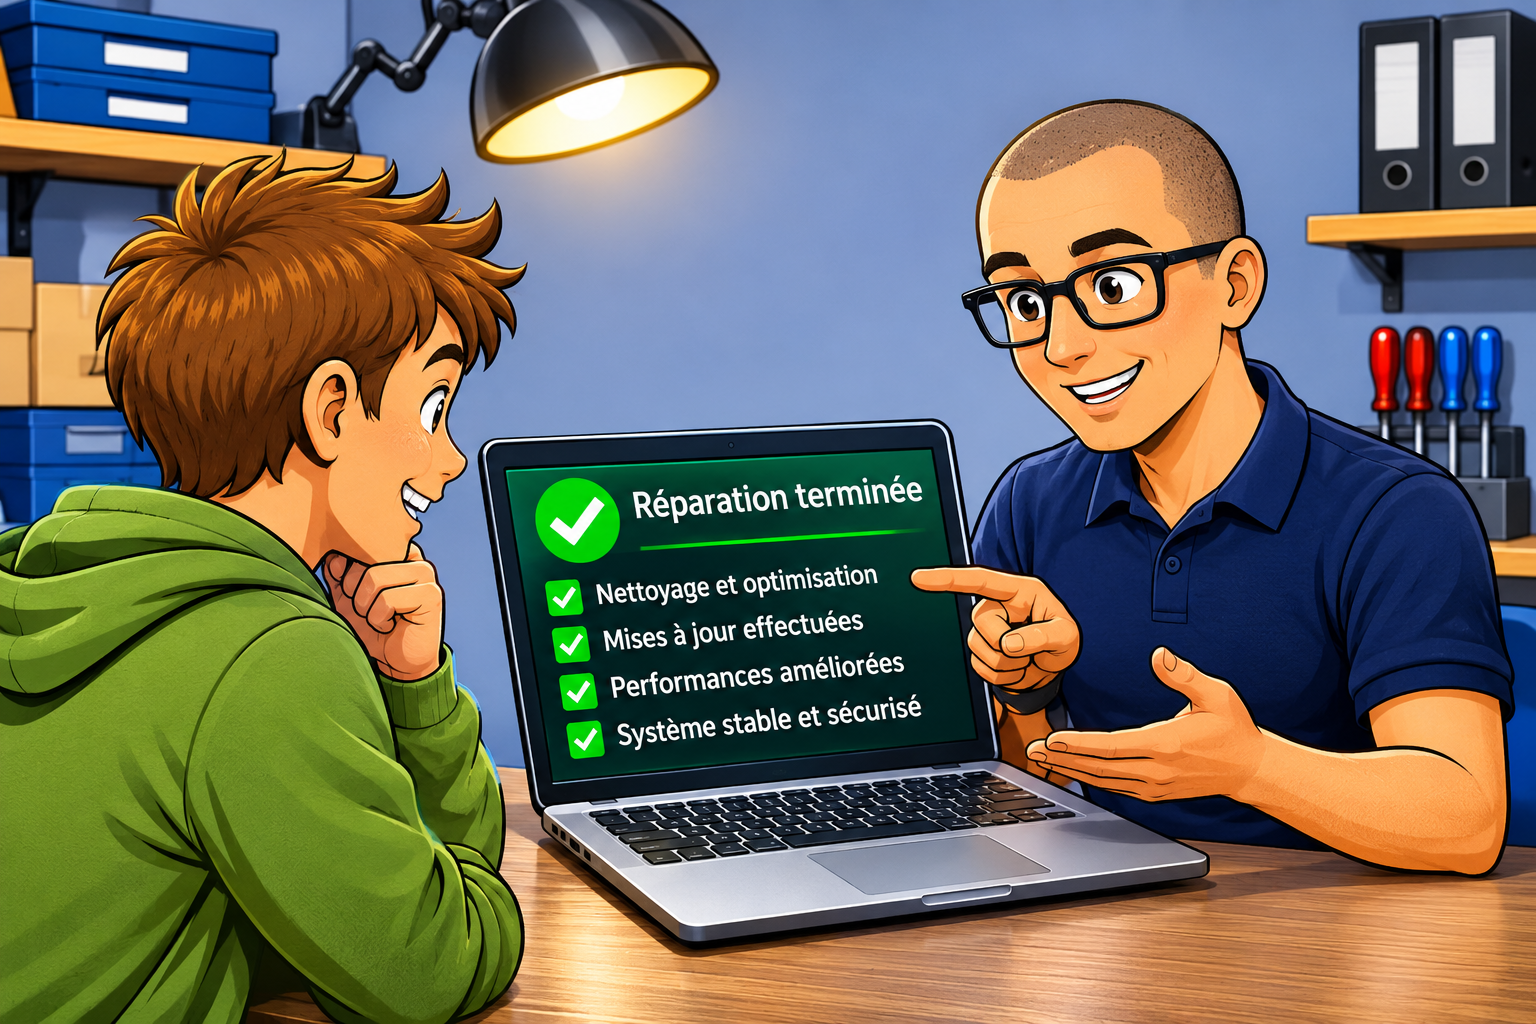 Réparation terminée
Nettoyage et optimisation
Mises à jour effectuées
Performances améliorées
Système stable et sécurisé